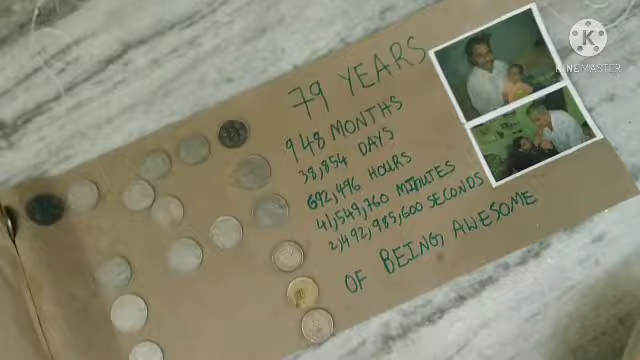 79 YEARS
948 MONTHS
38,854 DAYS
692,496 HOURS
41,549,760 MINUTES
2,492,985,600 SECONDS
OF BEING AWESOME
K
KINEMASTER